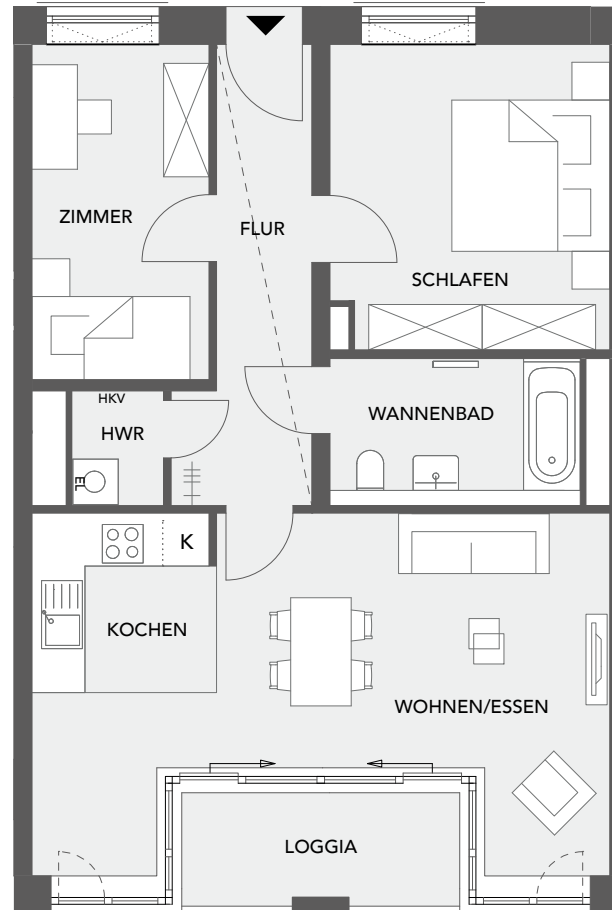 ZIMMER
FLUR
SCHLAFEN
HKV
HWR
WANNENBAD
EL
K
KOCHEN
WOHNEN/ESSEN
LOGGIA